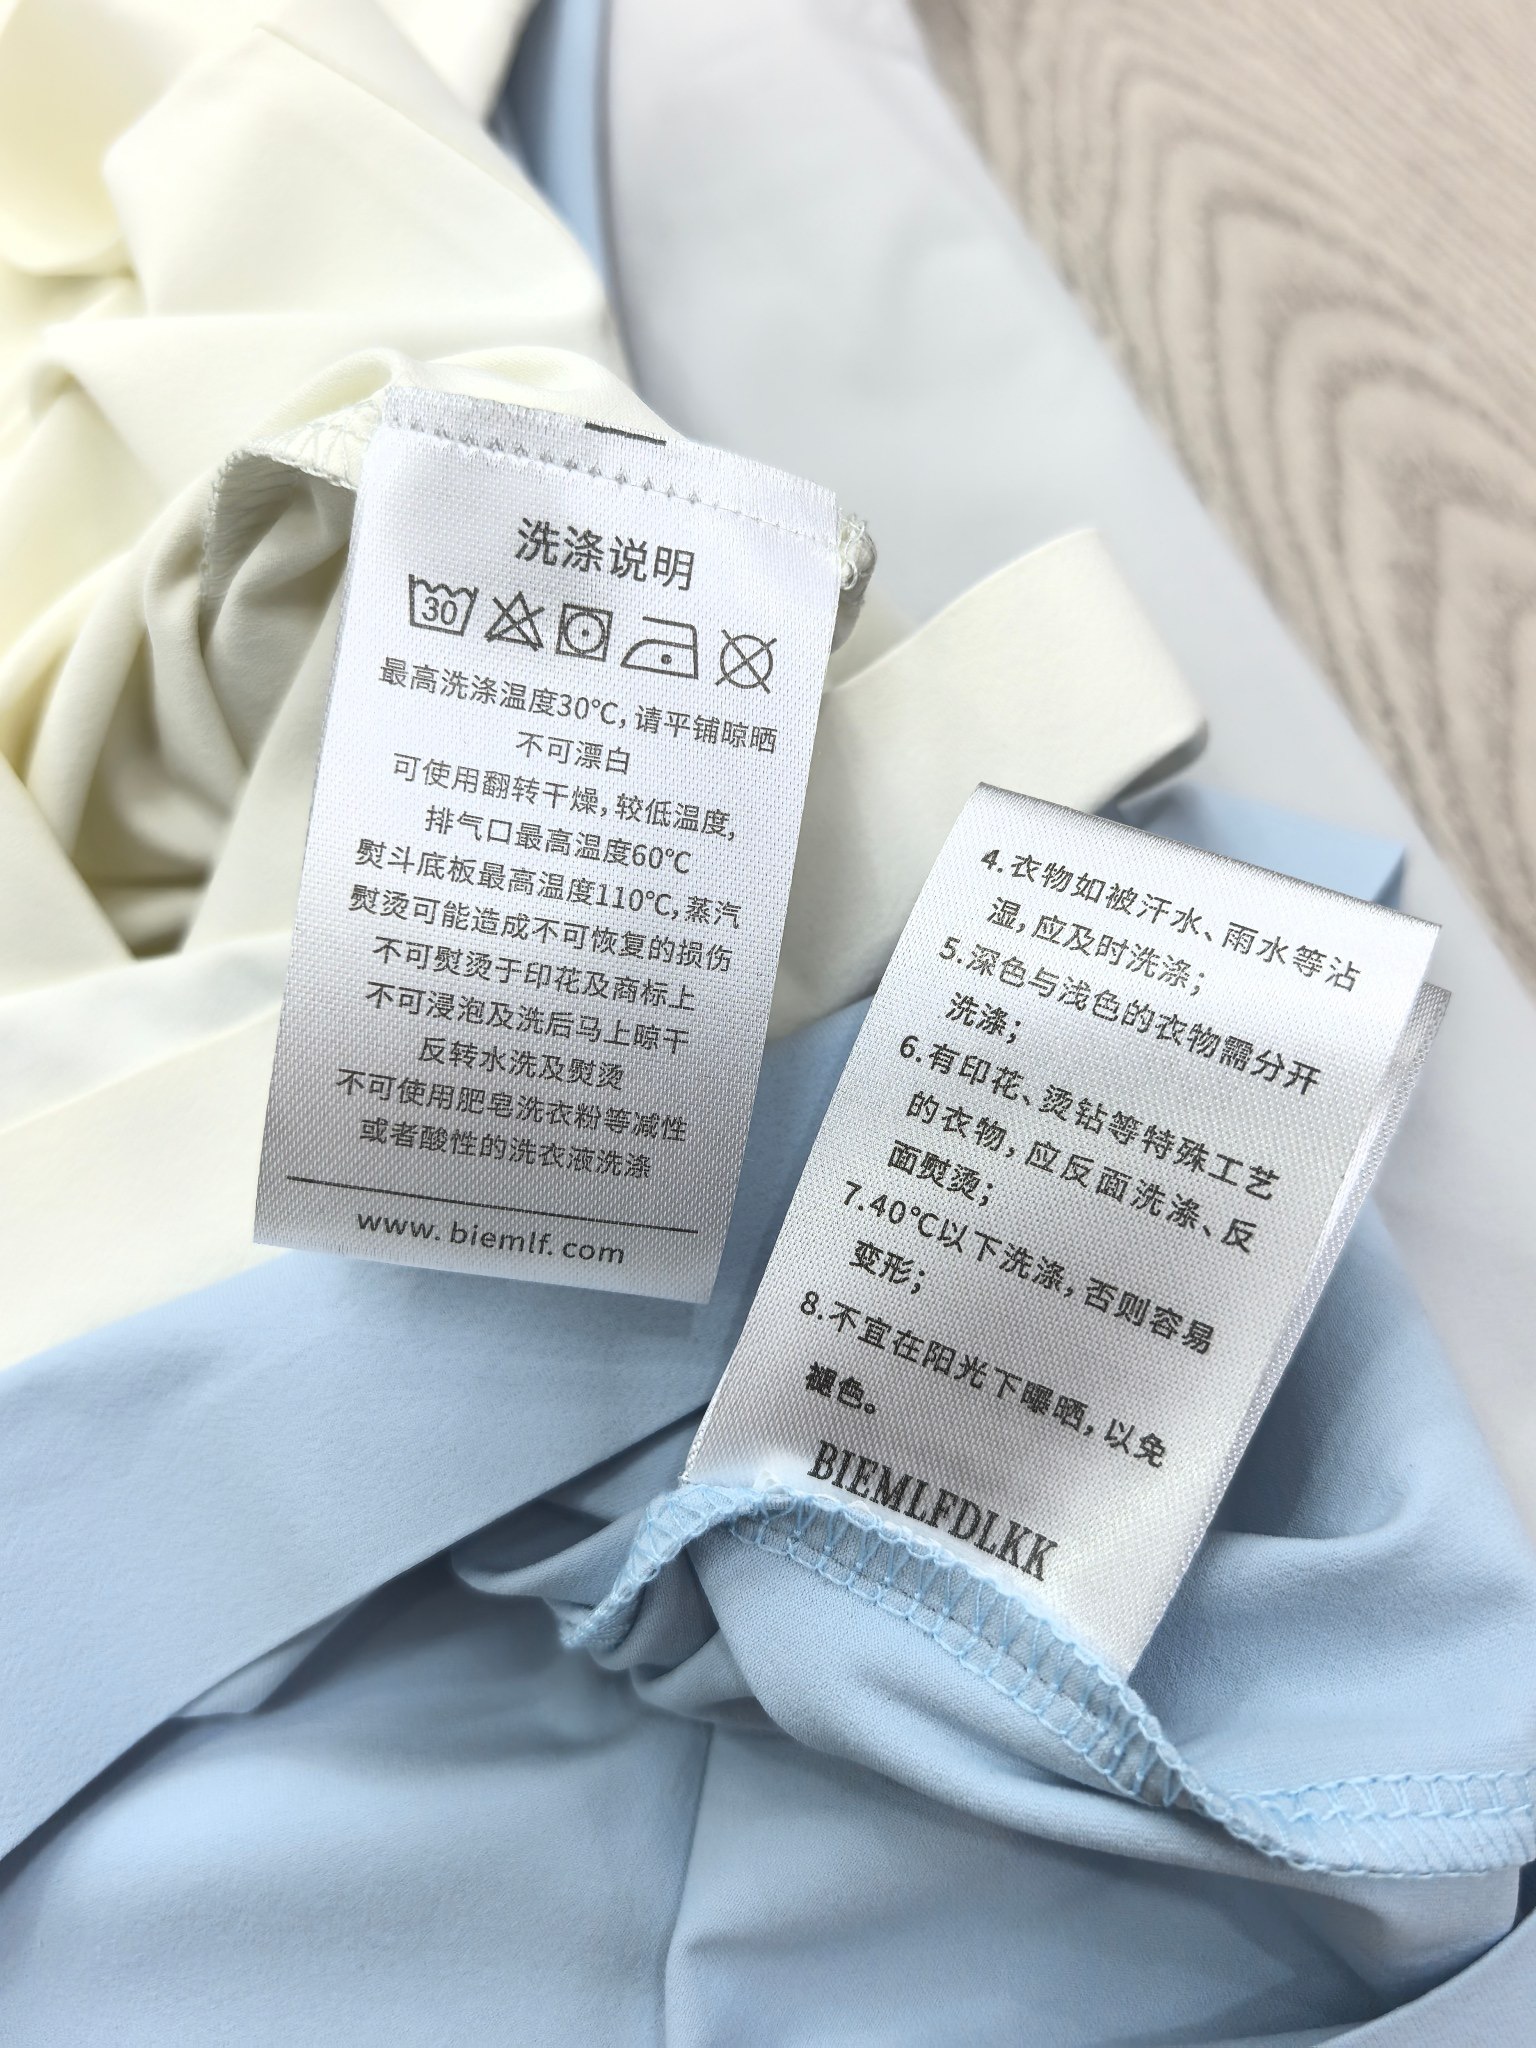 洗涤说明
30
最高洗涤温度30℃,请平铺晾晒
不可漂白
可使用翻转干燥,较低温度,
排气口最高温度60℃
熨斗底板最高温度110℃,蒸汽
熨烫可能造成不可恢复的损伤
不可熨烫于印花及商标上
不可浸泡及洗后马上晾干
反转水洗及熨烫
不可使用肥皂洗衣粉等减性
或者酸性的洗衣液洗涤
www.biemlf.com
4.衣物如被汗水、雨水等沾
湿,应及时洗涤;
5.深色与浅色的衣物需分开
洗涤;
6.有印花、烫钻等特殊工艺
的衣物,应反面洗涤、反
面熨烫;
7.40℃以下洗涤,否则容易
变形;
8.不宜在阳光下曝晒,以免
褪色。
BIEMLFDLKK